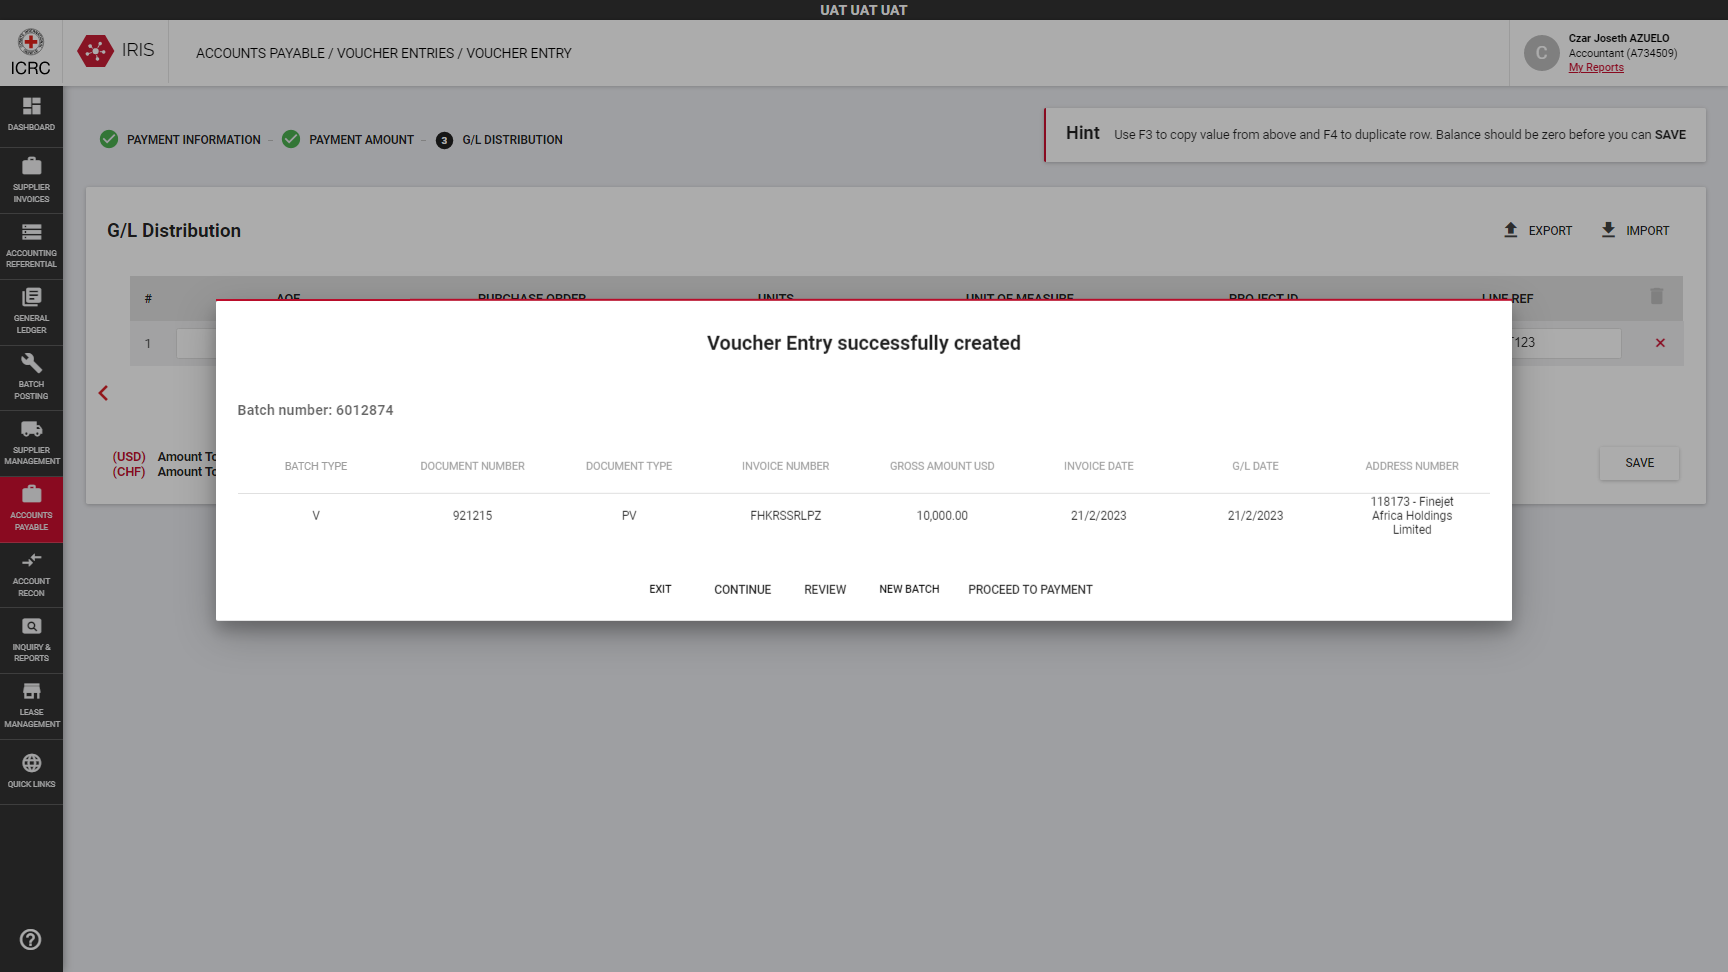 UAT UAT UAT
ICRC
IRIS
ACCOUNTS PAYABLE / VOUCHER ENTRIES / VOUCHER ENTRY
C
Czar Joseth AZUELO
Accountant (A734509)
My Reports
DASHBOARD
SUPPLIER
INVOICES
ACCOUNTING
REFERENTIAL
GENERAL
LEDGER
BATCH
POSTING
SUPPLIER
MANAGEMENT
ACCOUNTS
PAYABLE
ACCOUNT
RECON
INQUIRY &
REPORTS
LEASE
MANAGEMENT
QUICK LINKS
PAYMENT INFORMATION
PAYMENT AMOUNT
3 G/L DISTRIBUTION
Hint Use F3 to copy value from above and F4 to duplicate row. Balance should be zero before you can SAVE
G/L Distribution
EXPORT IMPORT
# AOF PURCHASE ORDER UNITS UNIT OF MEASURE PROJECT ID LINE REF
1 T123
(USD) Amount To
(CHF) Amount To
SAVE
Voucher Entry successfully created
Batch number: 6012874
BATCH TYPE DOCUMENT NUMBER DOCUMENT TYPE INVOICE NUMBER GROSS AMOUNT USD INVOICE DATE G/L DATE ADDRESS NUMBER
V 921215 PV FHKRSSRLPZ 10,000.00 21/2/2023 21/2/2023 118173 - Finejet
Africa Holdings
Limited
EXIT CONTINUE REVIEW NEW BATCH PROCEED TO PAYMENT